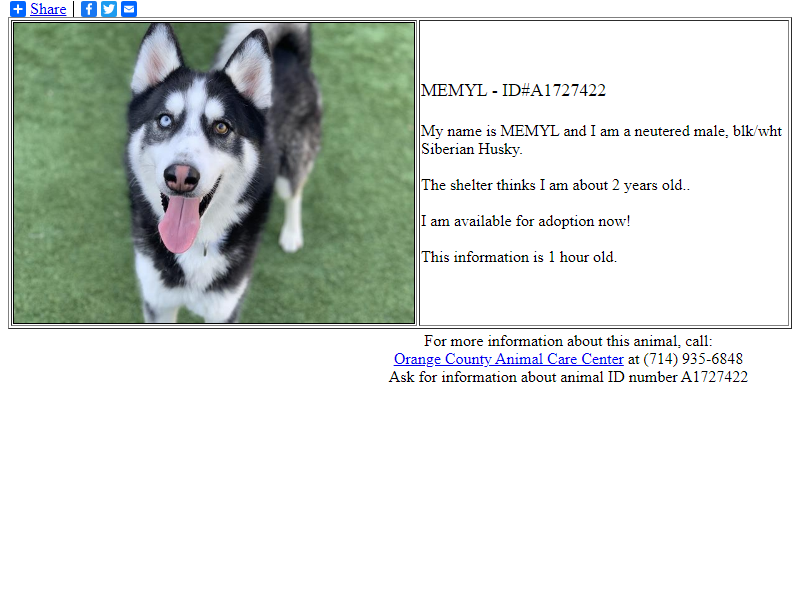 Share |
MEMYL - ID#A1727422
My name is MEMYL and I am a neutered male, blk/wht
Siberian Husky.
The shelter thinks I am about 2 years old..
I am available for adoption now!
This information is 1 hour old.
For more information about this animal, call:
Orange County Animal Care Center at (714) 935-6848
Ask for information about animal ID number A1727422